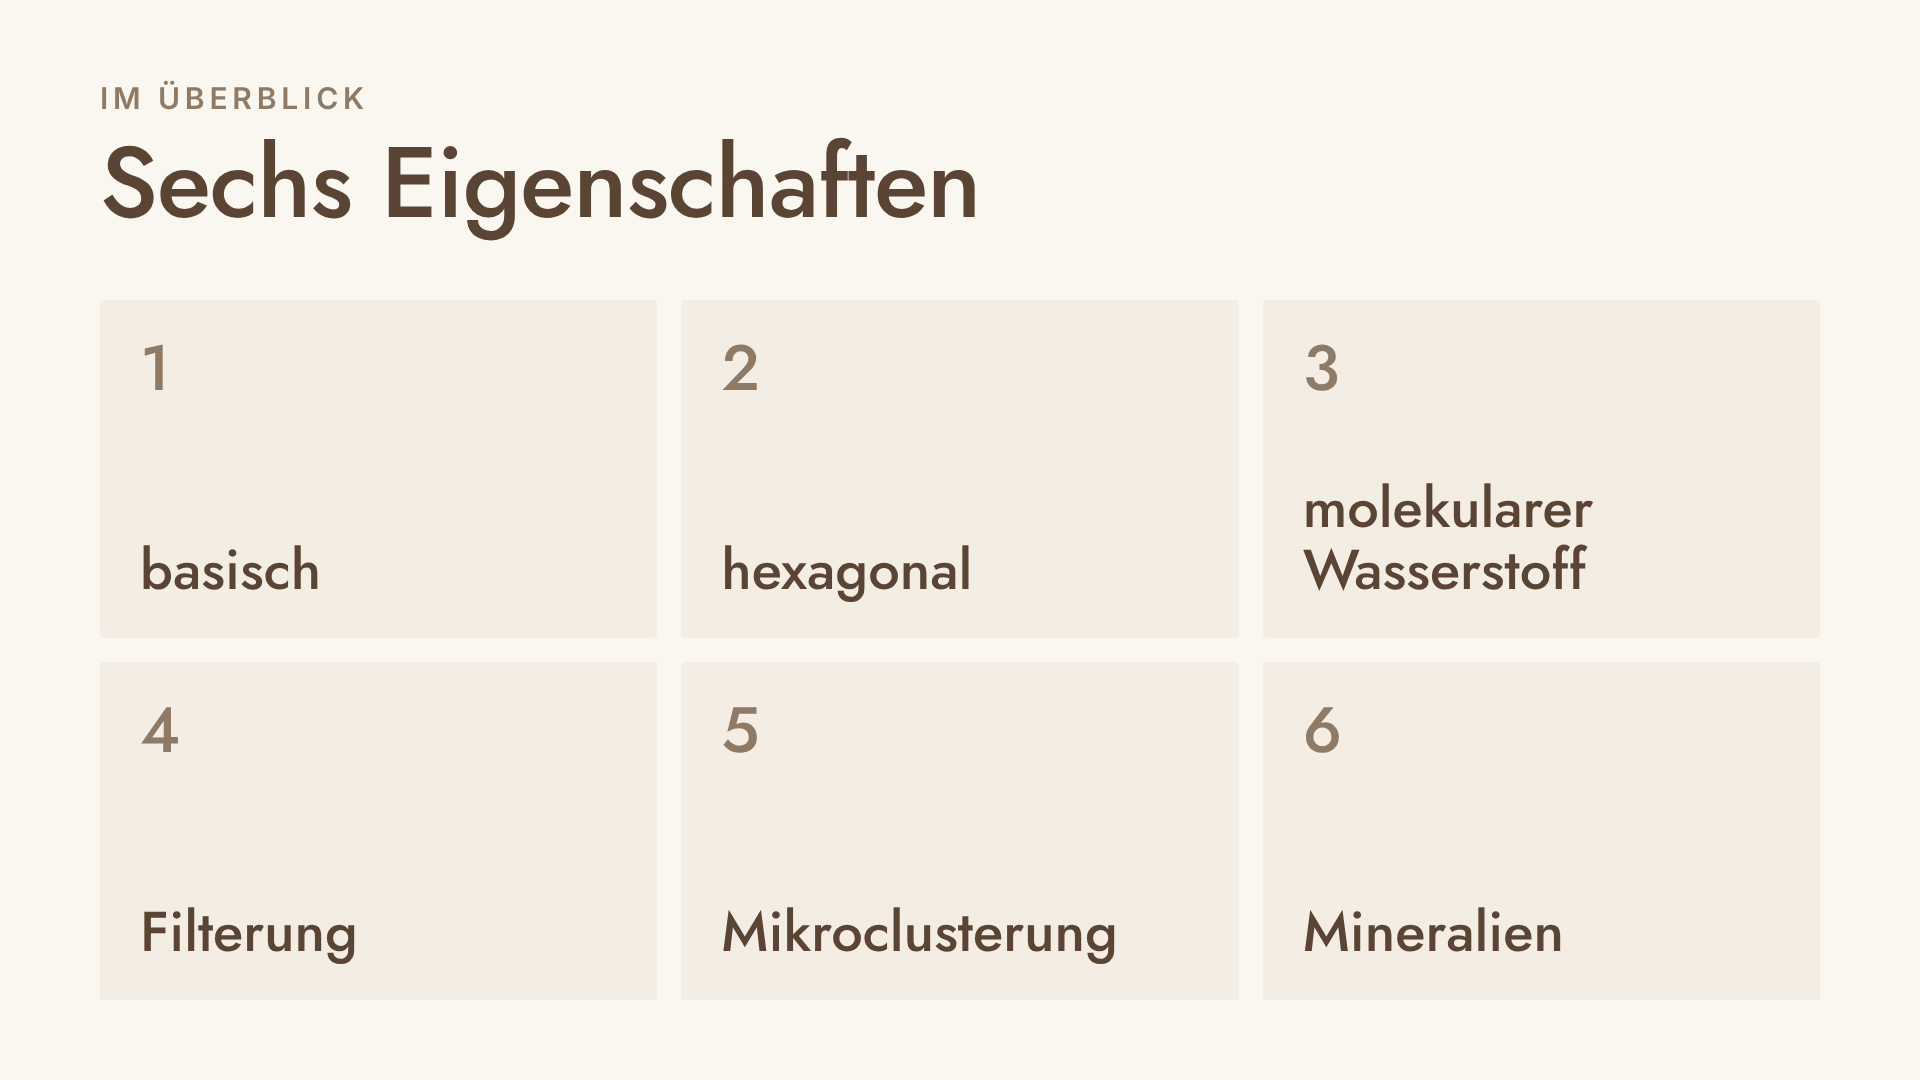 IM ÜBERBLICK
Sechs Eigenschaften
1
basisch
2
hexagonal
3
molekularer
Wasserstoff
4
Filterung
5
Mikroclusterung
6
Mineralien